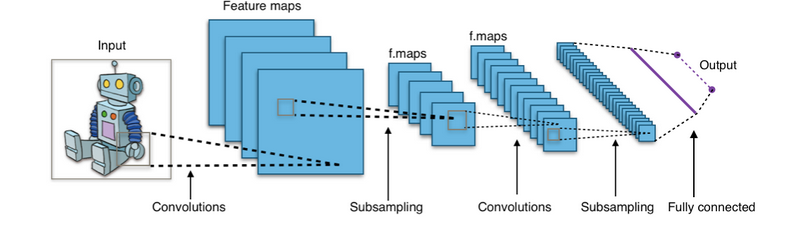 Feature maps
Input
f.maps
f.maps
Output
Convolutions
Subsampling
Convolutions
Subsampling
Fully connected